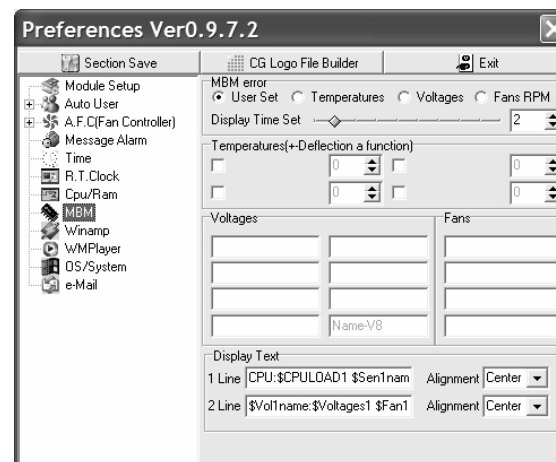 Preferences Ver0.9.7.2
Section Save
CG Logo File Builder
Exit
Module Setup
Auto User
A.F.C(Fan Controller)
Message Alarm
Time
R.T.Clock
Cpu/Ram
MBM
Winamp
WMPlayer
OS/System
e-Mail
MBM error
User Set
Temperatures
Voltages
Fans RPM
Display Time Set
2
Temperatures(+-Deflection a function)
0
0
0
0
Voltages
Fans
Name-V8
Display Text
1 Line
CPU:$CPULOAD1 $Sen1nam
Alignment
Center
2 Line
$Vol1name:$Voltages1 $Fan1
Alignment
Center